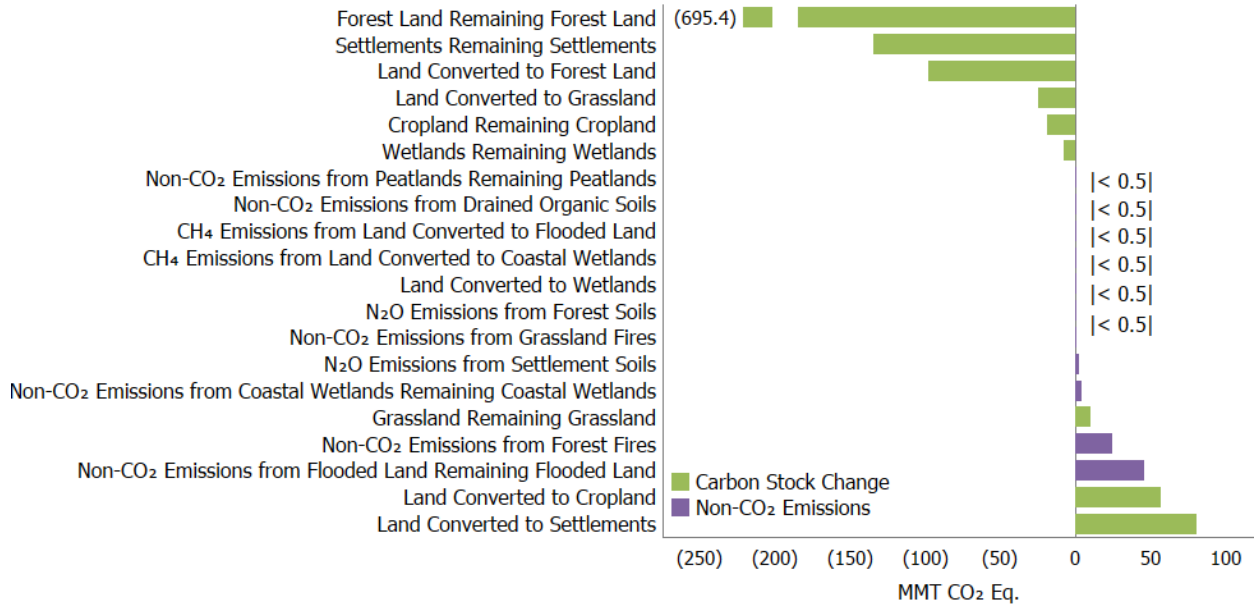 Forest Land Remaining Forest Land (695.4)
Settlements Remaining Settlements
Land Converted to Forest Land
Land Converted to Grassland
Cropland Remaining Cropland
Wetlands Remaining Wetlands
Non-CO₂ Emissions from Peatlands Remaining Peatlands |< 0.5|
Non-CO₂ Emissions from Drained Organic Soils |< 0.5|
CH₄ Emissions from Land Converted to Flooded Land |< 0.5|
CH₄ Emissions from Land Converted to Coastal Wetlands |< 0.5|
Land Converted to Wetlands |< 0.5|
N₂O Emissions from Forest Soils |< 0.5|
Non-CO₂ Emissions from Grassland Fires
N₂O Emissions from Settlement Soils
Non-CO₂ Emissions from Coastal Wetlands Remaining Coastal Wetlands
Grassland Remaining Grassland
Non-CO₂ Emissions from Forest Fires
Non-CO₂ Emissions from Flooded Land Remaining Flooded Land
Land Converted to Cropland
Land Converted to Settlements
Carbon Stock Change
Non-CO₂ Emissions
(250) (200) (150) (100) (50) 0 50 100
MMT CO₂ Eq.